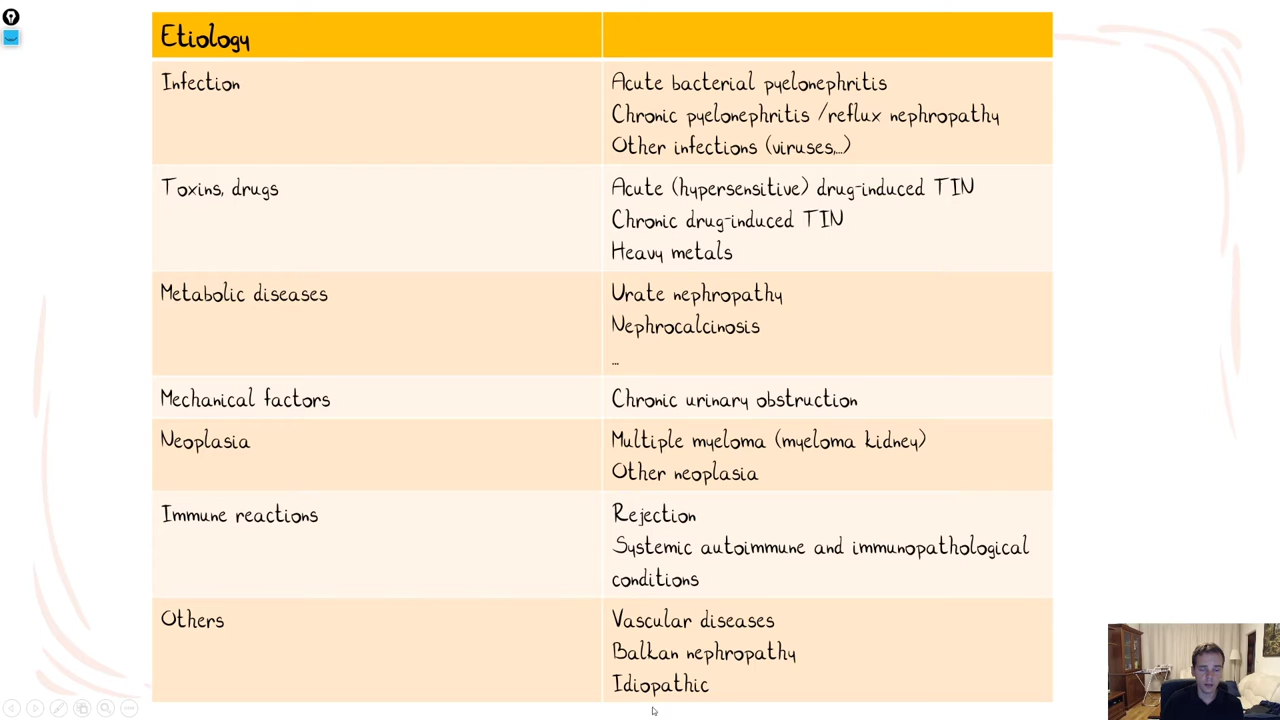 Etiology
Infection
Acute bacterial pyelonephritis
Chronic pyelonephritis /reflux nephropathy
Other infections (viruses,...)
Toxins, drugs
Acute (hypersensitive) drug-induced TIN
Chronic drug-induced TIN
Heavy metals
Metabolic diseases
Urate nephropathy
Nephrocalcinosis
...
Mechanical factors
Chronic urinary obstruction
Neoplasia
Multiple myeloma (myeloma kidney)
Other neoplasia
Immune reactions
Rejection
Systemic autoimmune and immunopathological
conditions
Others
Vascular diseases
Balkan nephropathy
Idiopathic